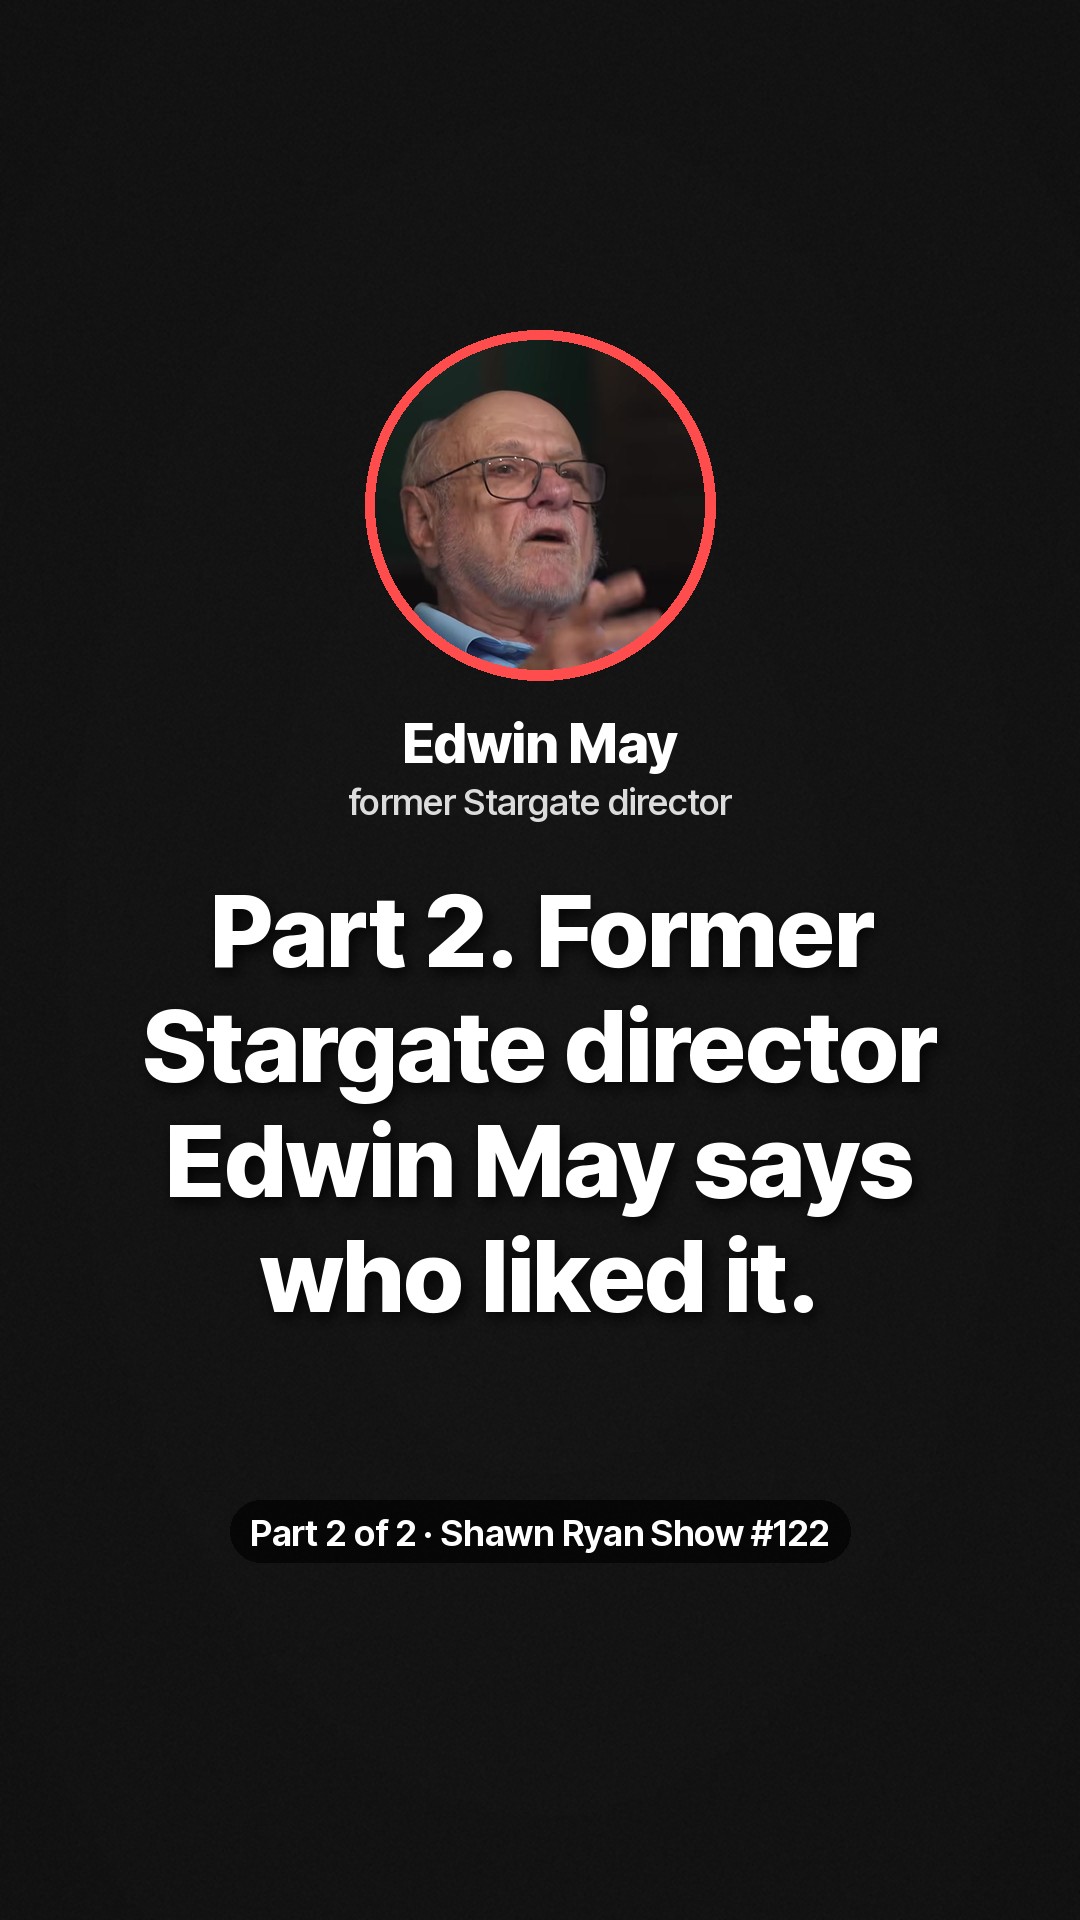 Edwin May
former Stargate director
Part 2. Former
Stargate director
Edwin May says
who liked it.
Part 2 of 2 · Shawn Ryan Show #122